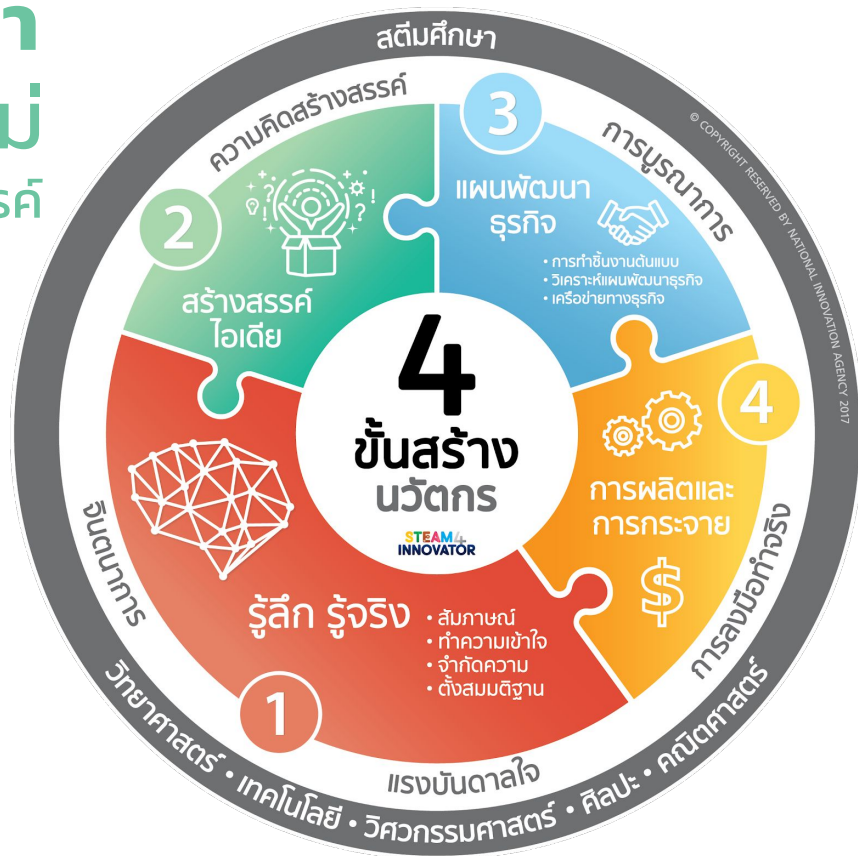 า
ม่
รค์
สตีมศึกษา
© COPYRIGHT RESERVED BY NATIONAL INNOVATION AGENCY 2017
ความคิดสร้างสรรค์
การบูรณาการ
3
แผนพัฒนา
ธุรกิจ
• การทำชิ้นงานต้นแบบ
• วิเคราะห์แผนพัฒนาธุรกิจ
• เครือข่ายทางธุรกิจ
2
สร้างสรรค์
ไอเดีย
4
ขั้นสร้าง
นวัตกร
STEAM4
INNOVATOR
4
การผลิตและ
การกระจาย
$
จินตนาการ
การลงมือทำจริง
รู้ลึก รู้จริง
• สัมภาษณ์
• ทำความเข้าใจ
• จำกัดความ
• ตั้งสมมติฐาน
1
แรงบันดาลใจ
วิทยาศาสตร์ • เทคโนโลยี • วิศวกรรมศาสตร์ • ศิลปะ • คณิตศาสตร์